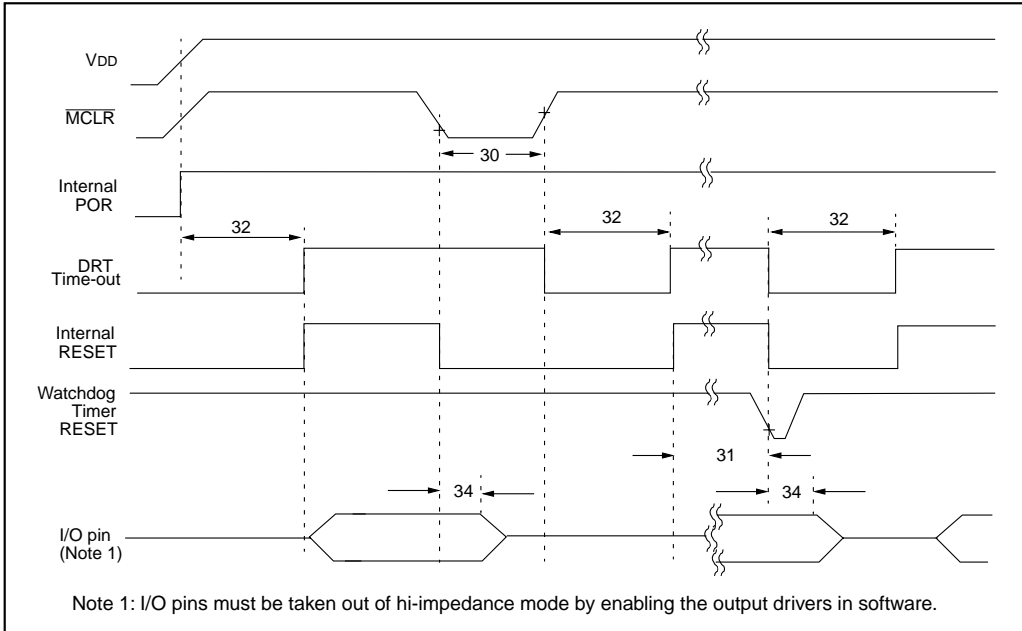 VDD
MCLR
30
Internal
POR
32
32
32
DRT
Time-out
Internal
RESET
Watchdog
Timer
RESET
31
34
34
I/O pin
(Note 1)
Note 1: I/O pins must be taken out of hi-impedance mode by enabling the output drivers in software.